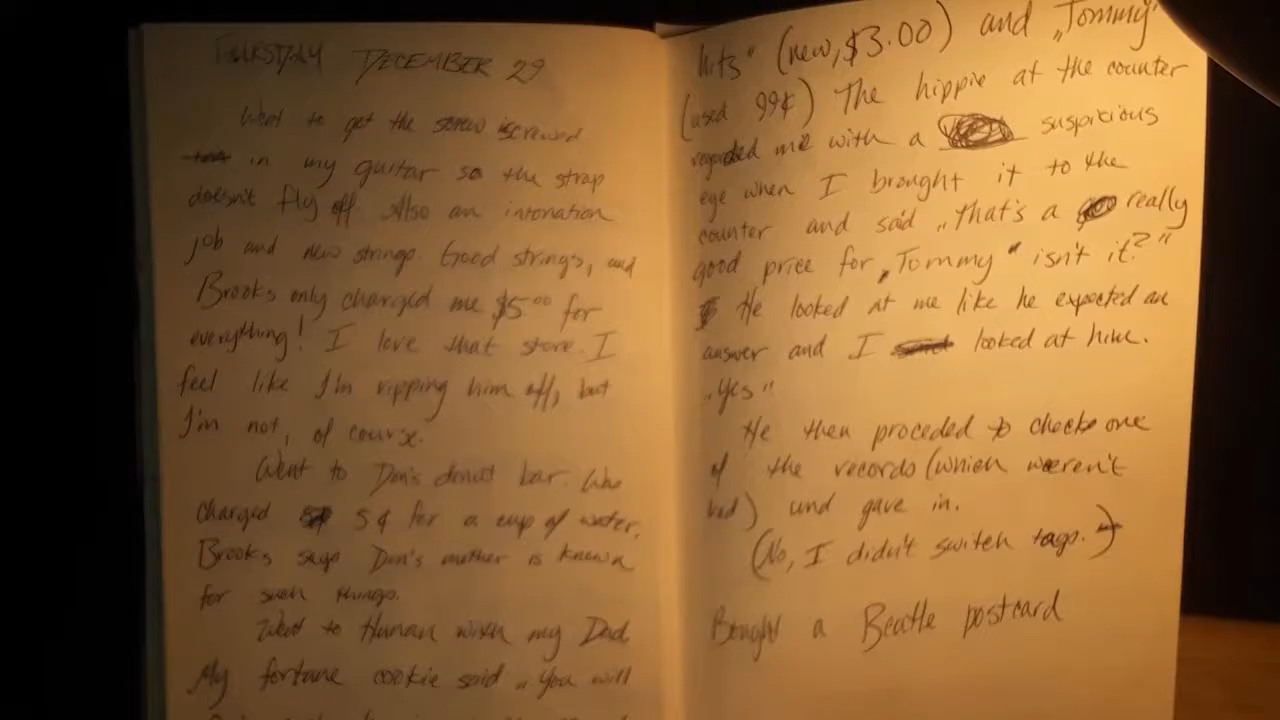 THURSDAY DECEMBER 29
Went to get the screw screwed
in my guitar so the strap
doesn't fly off. Also an intonation
job and new strings. Good strings, and
Brooks only charged me $5.00 for
everything! I love that store. I
feel like I'm ripping him off, but
I'm not, of course.
Went to Don's donut bar. Was
charged 5¢ for a cup of water.
Brooks says Don's mother is known
for such things.
Went to Hunan with my Dad.
My fortune cookie said „You will
hits" (new, $3.00) and „Tommy"
(used 99¢) The hippie at the counter
regarded me with a suspicious
eye when I brought it to the
counter and said „that's a really
good price for „Tommy" isn't it?"
He looked at me like he expected an
answer and I looked at him.
„Yes"
He then proceded to check one
of the records (which weren't
bad) und gave in.
(No, I didn't switch tags.)
Bought a Beatle postcard